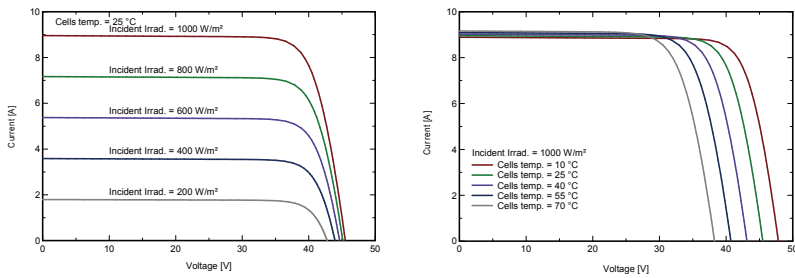 Cells temp. = 25 °C
Incident Irrad. = 1000 W/m²
Incident Irrad. = 800 W/m²
Incident Irrad. = 600 W/m²
Incident Irrad. = 400 W/m²
Incident Irrad. = 200 W/m²
Current [A]
10
8
6
4
2
0
0
10
20
30
40
50
Voltage [V]
Current [A]
10
8
6
4
2
0
Incident Irrad. = 1000 W/m²
Cells temp. = 10 °C
Cells temp. = 25 °C
Cells temp. = 40 °C
Cells temp. = 55 °C
Cells temp. = 70 °C
0
10
20
30
40
50
Voltage [V]